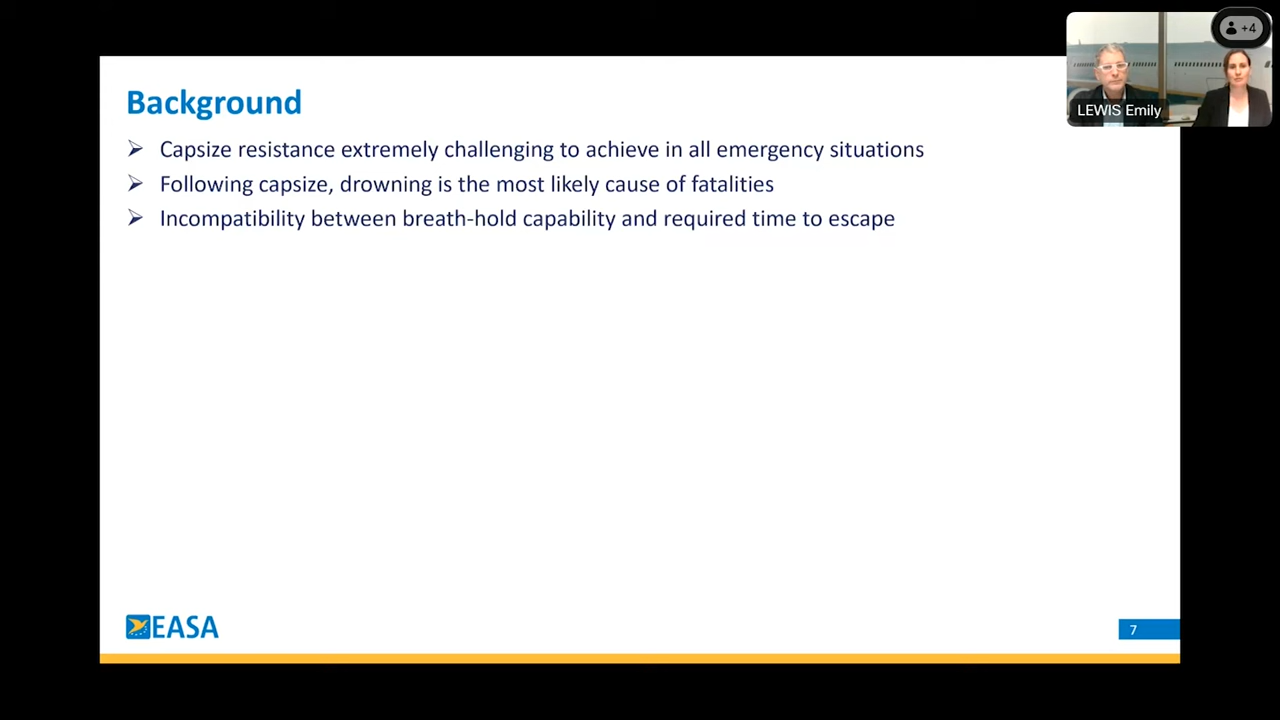 +4
LEWIS Emily
Background
Capsize resistance extremely challenging to achieve in all emergency situations
Following capsize, drowning is the most likely cause of fatalities
Incompatibility between breath-hold capability and required time to escape
EASA
7